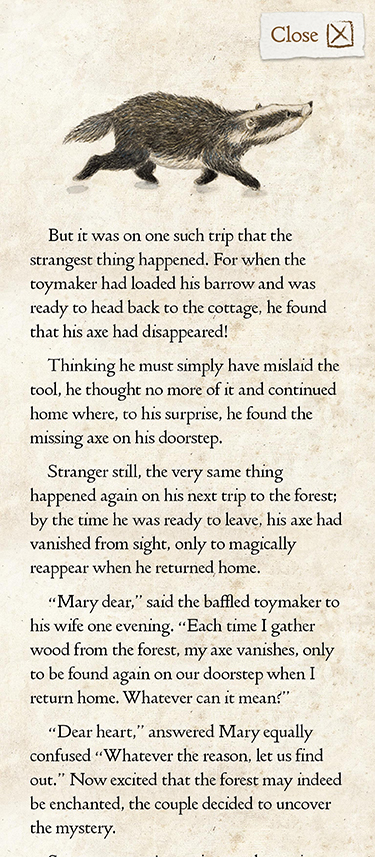 Close
But it was on one such trip that the
strangest thing happened. For when the
toymaker had loaded his barrow and was
ready to head back to the cottage, he found
that his axe had disappeared!
Thinking he must simply have mislaid the
tool, he thought no more of it and continued
home where, to his surprise, he found the
missing axe on his doorstep.
Stranger still, the very same thing
happened again on his next trip to the forest;
by the time he was ready to leave, his axe had
vanished from sight, only to magically
reappear when he returned home.
“Mary dear,” said the baffled toymaker to
his wife one evening. “Each time I gather
wood from the forest, my axe vanishes, only
to be found again on our doorstep when I
return home. Whatever can it mean?”
“Dear heart,” answered Mary equally
confused “Whatever the reason, let us find
out.” Now excited that the forest may indeed
be enchanted, the couple decided to uncover
the mystery.